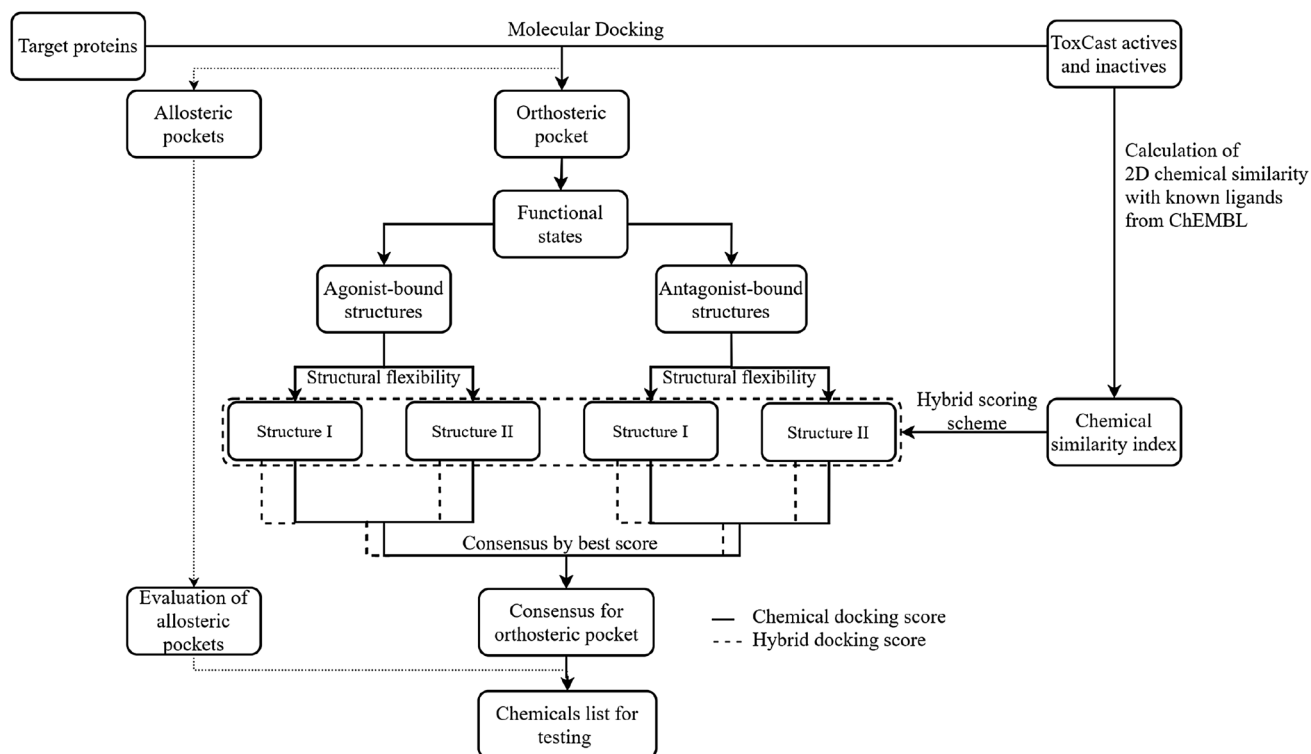 Target proteins
Molecular Docking
ToxCast actives
and inactives
Allosteric
pockets
Orthosteric
pocket
Calculation of
2D chemical similarity
with known ligands
from ChEMBL
Functional
states
Agonist-bound
structures
Antagonist-bound
structures
Structural flexibility
Structural flexibility
Structure I
Structure II
Structure I
Structure II
Hybrid scoring
scheme
Chemical
similarity index
Consensus by best score
Evaluation of
allosteric
pockets
Consensus for
orthosteric pocket
Chemical docking score
Hybrid docking score
Chemicals list for
testing